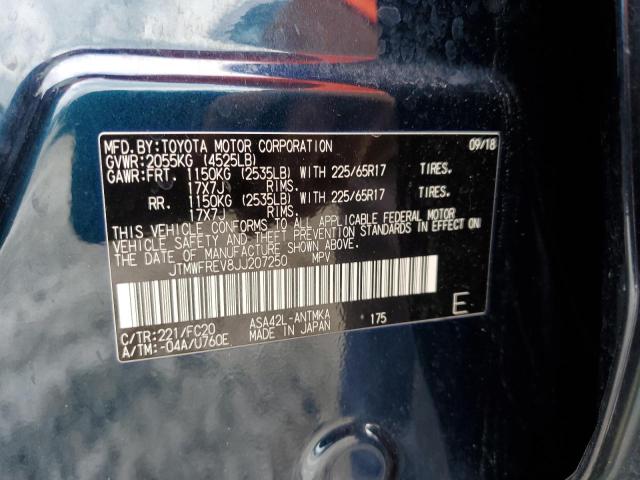 MFD.BY:TOYOTA MOTOR CORPORATION 09/18
GVWR:2055KG (4525LB)
GAWR:FRT. 1150KG (2535LB) WITH 225/65R17 TIRES.
17X7J RIMS.
RR. 1150KG (2535LB) WITH 225/65R17 TIRES.
17X7J RIMS.
THIS VEHICLE CONFORMS TO ALL APPLICABLE FEDERAL MOTOR
VEHICLE SAFETY AND THEFT PREVENTION STANDARDS IN EFFECT ON
THE DATE OF MANUFACTURE SHOWN ABOVE.
JTMWFREV8JJ207250 MPV
E
C/TR:221/FC20 ASA42L-ANTMKA 175
A/TM:-04A/U760E MADE IN JAPAN